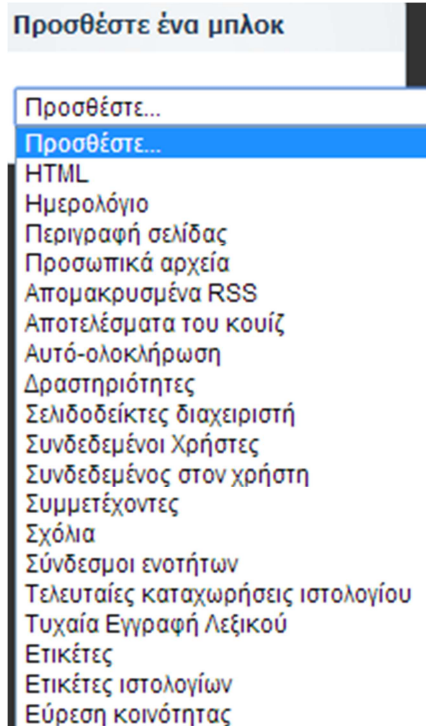 Προσθέστε ένα μπλοκ
Προσθέστε...
Προσθέστε...
HTML
Ημερολόγιο
Περιγραφή σελίδας
Προσωπικά αρχεία
Απομακρυσμένα RSS
Αποτελέσματα του κουίζ
Αυτό-ολοκλήρωση
Δραστηριότητες
Σελιδοδείκτες διαχειριστή
Συνδεδεμένοι Χρήστες
Συνδεδεμένος στον χρήστη
Συμμετέχοντες
Σχόλια
Σύνδεσμοι ενοτήτων
Τελευταίες καταχωρήσεις ιστολογίου
Τυχαία Εγγραφή Λεξικού
Ετικέτες
Ετικέτες ιστολογίων
Εύρεση κοινότητας